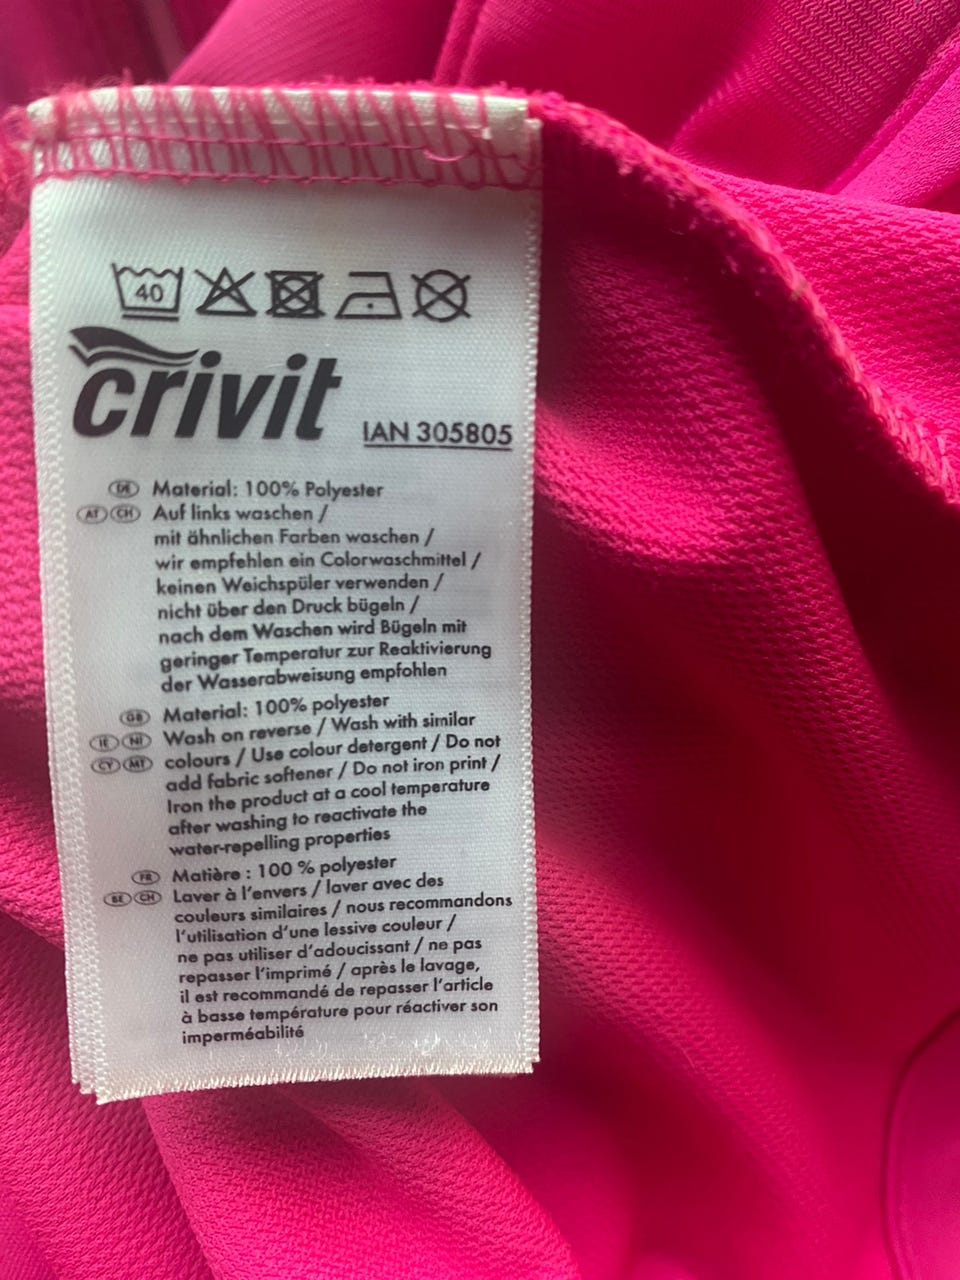 40
crivit
IAN 305805
DE Material: 100% Polyester
AT CH Auf links waschen /
mit ähnlichen Farben waschen /
wir empfehlen ein Colorwaschmittel /
keinen Weichspüler verwenden /
nicht über den Druck bügeln /
nach dem Waschen wird Bügeln mit
geringer Temperatur zur Reaktivierung
der Wasserabweisung empfohlen
GB Material: 100% polyester
IE NI Wash on reverse / Wash with similar
CY MT colours / Use colour detergent / Do not
add fabric softener / Do not iron print /
Iron the product at a cool temperature
after washing to reactivate the
water-repelling properties
FR Matière : 100 % polyester
BE CH Laver à l'envers / laver avec des
couleurs similaires / nous recommandons
l'utilisation d'une lessive couleur /
ne pas utiliser d'adoucissant / ne pas
repasser l'imprimé / après le lavage,
il est recommandé de repasser l'article
à basse température pour réactiver son
imperméabilité